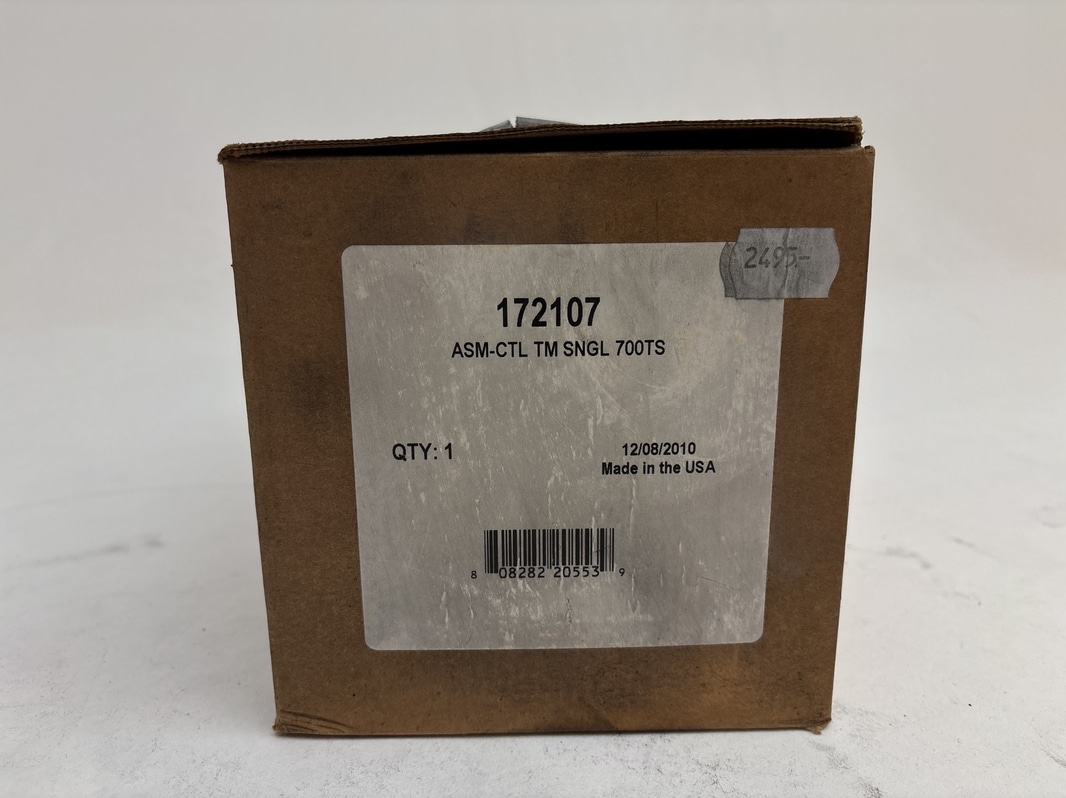 2495.-
172107
ASM-CTL TM SNGL 700TS
QTY: 1
12/08/2010
Made in the USA
8 08282 20553 9